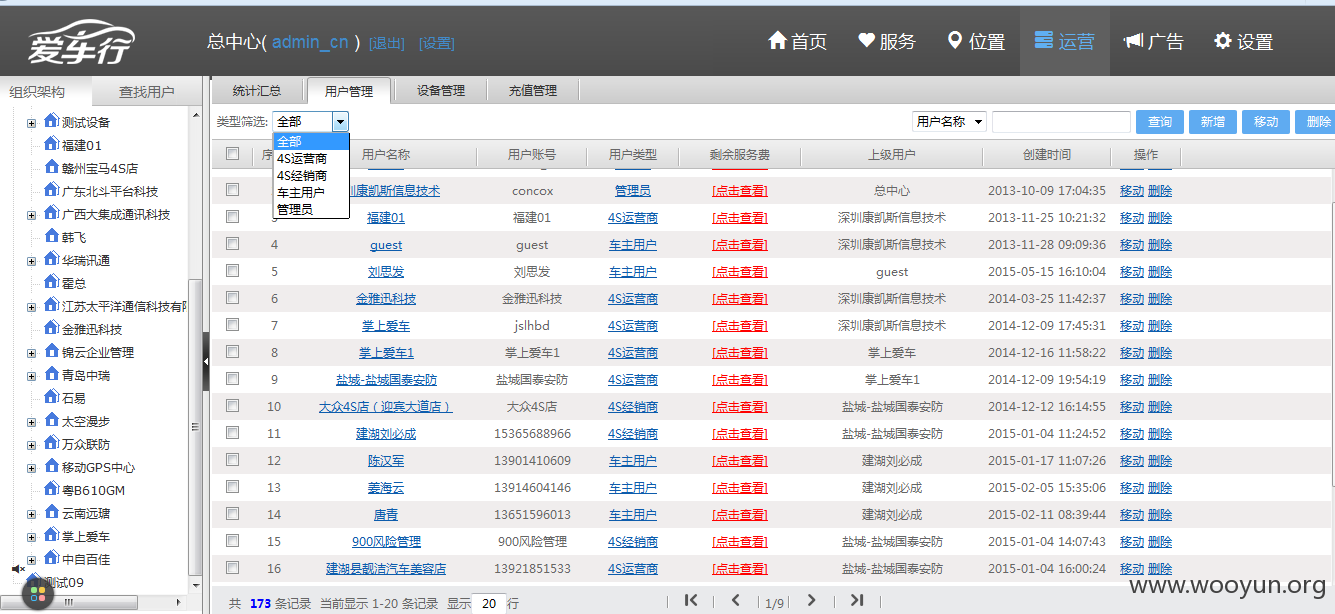 爱车行 总中心( admin_cn ) [退出] [设置] 首页 服务 位置 运营 广告 设置
组织架构 查找用户 统计汇总 用户管理 设备管理 充值管理
类型筛选: 全部 用户名称 查询 新增 移动 删除
全部
4S运营商
4S经销商
车主用户
管理员
测试设备
福建01
赣州宝马4S店
广东北斗平台科技
广西大集成通讯科技
韩飞
华瑞讯通
霍总
江苏太平洋通信科技有限
金雅迅科技
锦云企业管理
青岛中瑞
石易
太空漫步
万众联防
移动GPS中心
粤B610GM
云南远瑭
掌上爱车
中自百佳
测试09
用户名称 用户账号 用户类型 剩余服务费 上级用户 创建时间 操作
圳康凯斯信息技术 concox 管理员 [点击查看] 总中心 2013-10-09 17:04:35 移动 删除
3 福建01 福建01 4S运营商 [点击查看] 深圳康凯斯信息技术 2013-11-25 10:21:32 移动 删除
4 guest guest 车主用户 [点击查看] 深圳康凯斯信息技术 2013-11-28 09:09:36 移动 删除
5 刘思发 刘思发 车主用户 [点击查看] guest 2015-05-15 16:10:04 移动 删除
6 金雅迅科技 金雅迅科技 4S运营商 [点击查看] 深圳康凯斯信息技术 2014-03-25 11:42:37 移动 删除
7 掌上爱车 jslhbd 4S运营商 [点击查看] 深圳康凯斯信息技术 2014-12-09 17:45:31 移动 删除
8 掌上爱车1 掌上爱车1 4S运营商 [点击查看] 掌上爱车 2014-12-16 11:58:22 移动 删除
9 盐城-盐城国泰安防 盐城国泰安防 4S运营商 [点击查看] 掌上爱车1 2014-12-09 19:54:19 移动 删除
10 大众4S店（迎宾大道店） 大众4S店 4S经销商 [点击查看] 盐城-盐城国泰安防 2014-12-12 16:14:55 移动 删除
11 建湖刘必成 15365688966 4S经销商 [点击查看] 盐城-盐城国泰安防 2015-01-04 11:24:52 移动 删除
12 陈汉军 13901410609 车主用户 [点击查看] 建湖刘必成 2015-01-17 11:07:26 移动 删除
13 姜海云 13914604146 车主用户 [点击查看] 建湖刘必成 2015-02-05 15:35:06 移动 删除
14 唐青 13651596013 车主用户 [点击查看] 建湖刘必成 2015-02-11 08:39:44 移动 删除
15 900风险管理 900风险管理 4S经销商 [点击查看] 盐城-盐城国泰安防 2015-01-04 14:07:43 移动 删除
16 建湖县靓洁汽车美容店 13921851533 4S经销商 [点击查看] 盐城-盐城国泰安防 2015-01-04 16:00:24 移动 删除
共 173 条记录 当前显示 1-20 条记录 显示 20 行 1/9
www.wooyun.org